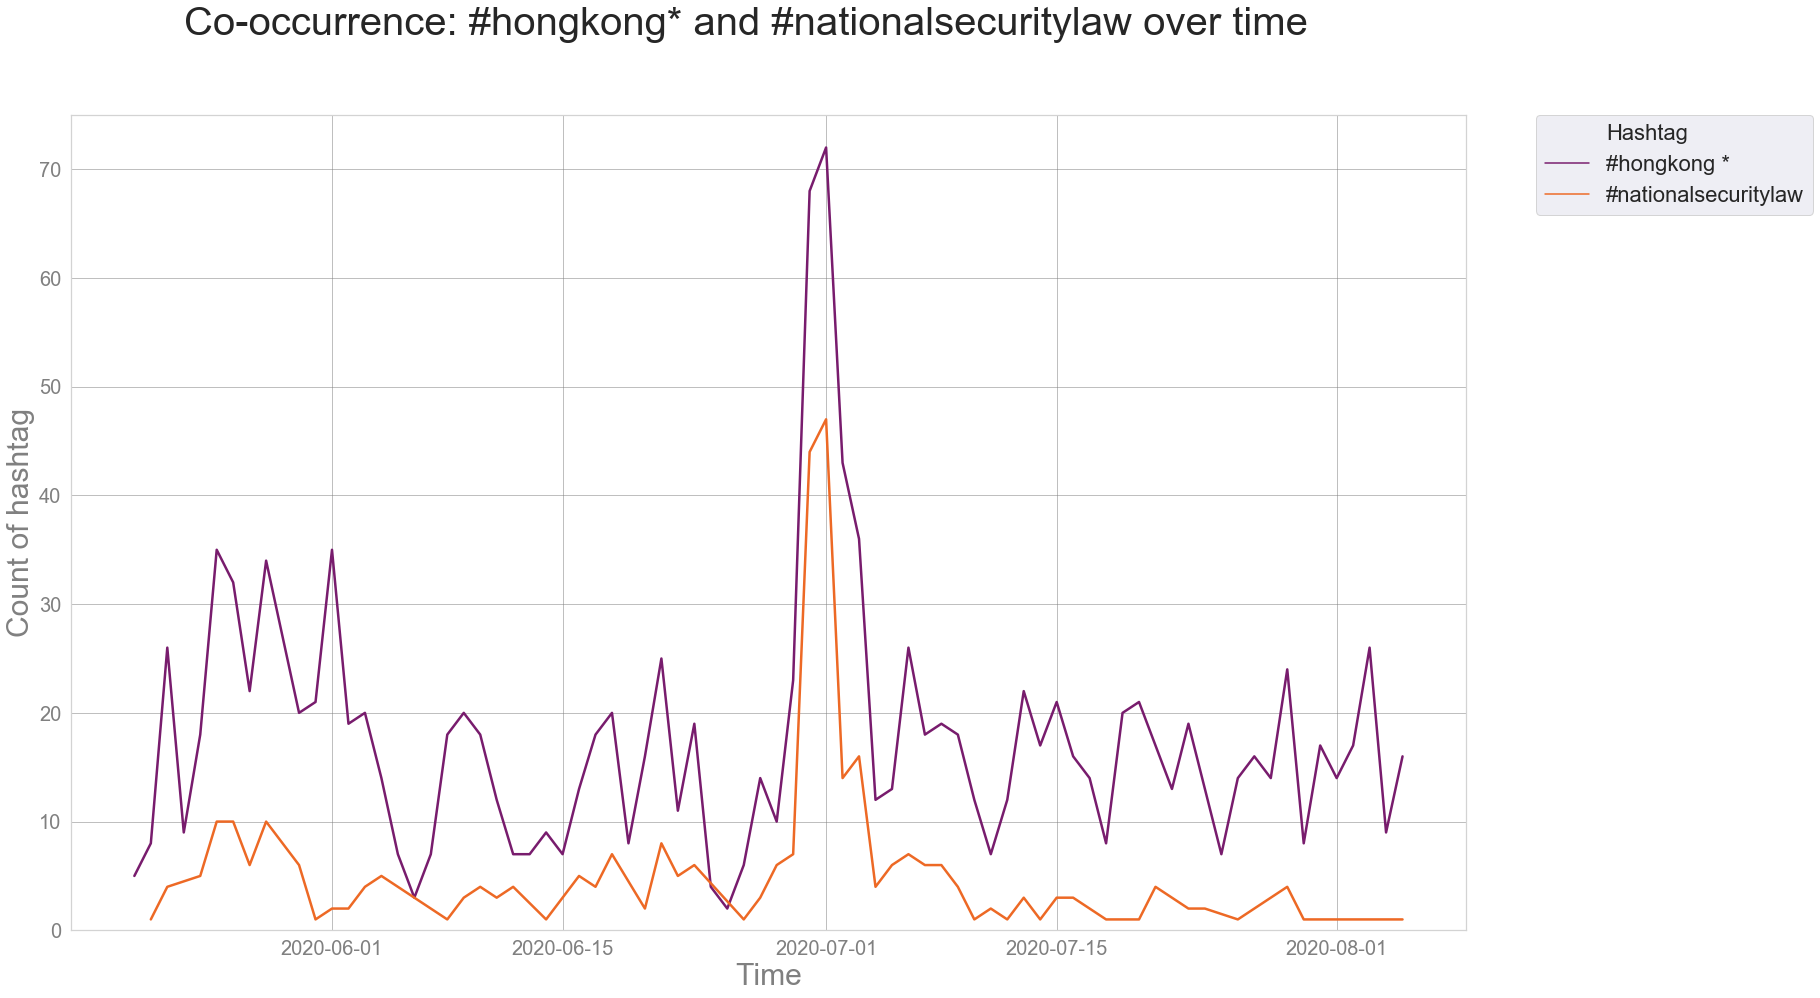 Co-occurrence: #hongkong* and #nationalsecuritylaw over time
Hashtag
#hongkong *
#nationalsecuritylaw
Count of hashtag
70
60
50
40
30
20
10
0
2020-06-01 2020-06-15 2020-07-01 2020-07-15 2020-08-01
Time